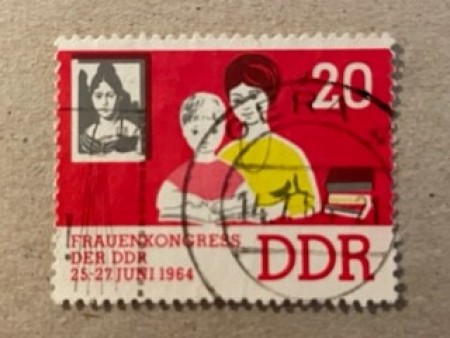 20
FRAUENKONGRESS
DER DDR
25-27 JUNI 1964
DDR